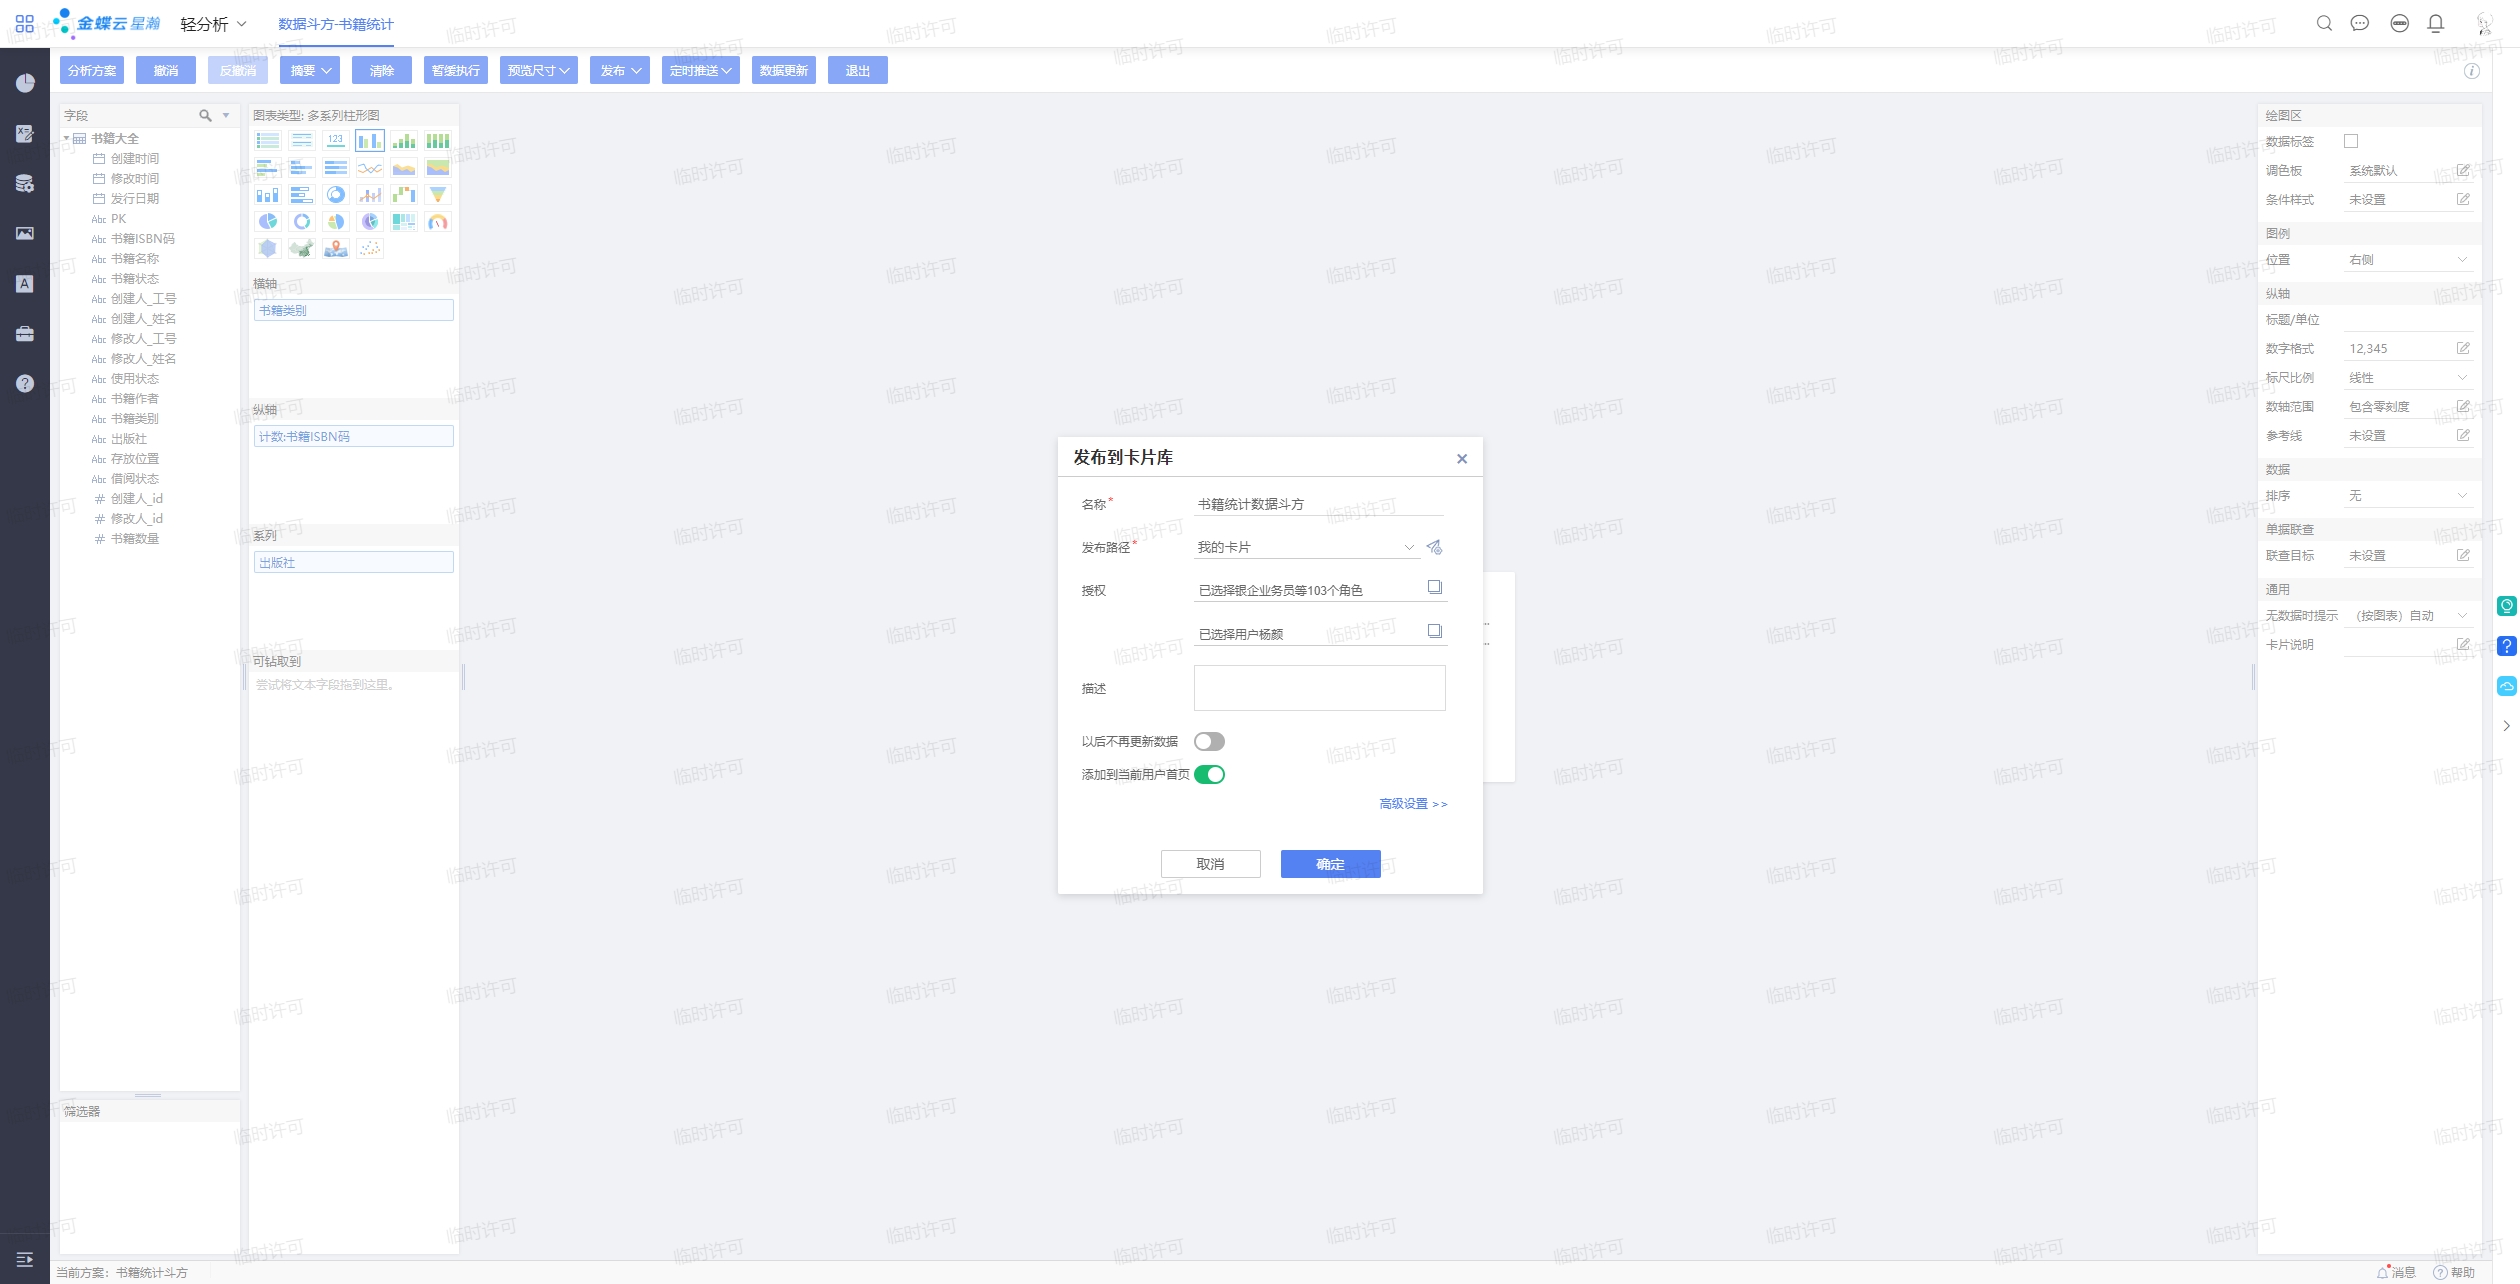 金蝶云 星瀚
轻分析
数据斗方-书籍统计
分析方案
撤消
反撤消
摘要
清除
暂缓执行
预览尺寸
发布
定时推送
数据更新
退出
字段
书籍大全
创建时间
修改时间
发行日期
Abc PK
Abc 书籍ISBN码
Abc 书籍名称
Abc 书籍状态
Abc 创建人_工号
Abc 创建人_姓名
Abc 修改人_工号
Abc 修改人_姓名
Abc 使用状态
Abc 书籍作者
Abc 书籍类别
Abc 出版社
Abc 存放位置
Abc 借阅状态
# 创建人_id
# 修改人_id
# 书籍数量
筛选器
图表类型: 多系列柱形图
123
横轴
书籍类别
纵轴
计数:书籍ISBN码
系列
出版社
可钻取到
尝试将文本字段拖到这里。
发布到卡片库
名称*
书籍统计数据斗方
发布路径*
我的卡片
授权
已选择银企业务员等103个角色
已选择用户杨颜
描述
以后不再更新数据
添加到当前用户首页
高级设置 >>
取消
确定
绘图区
数据标签
调色板 系统默认
条件样式 未设置
图例
位置 右侧
纵轴
标题/单位
数字格式 12,345
标尺比例 线性
数轴范围 包含零刻度
参考线 未设置
数据
排序 无
单据联查
联查目标 未设置
通用
无数据时提示 （按图表）自动
卡片说明
当前方案：书籍统计斗方
消息
帮助
临时许可